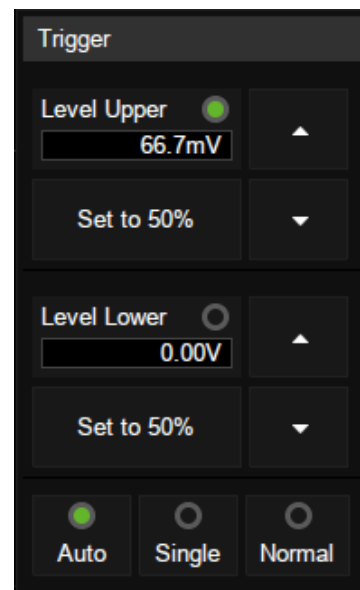 Trigger
Level Upper
66.7mV
Set to 50%
Level Lower
0.00V
Set to 50%
Auto Single Normal